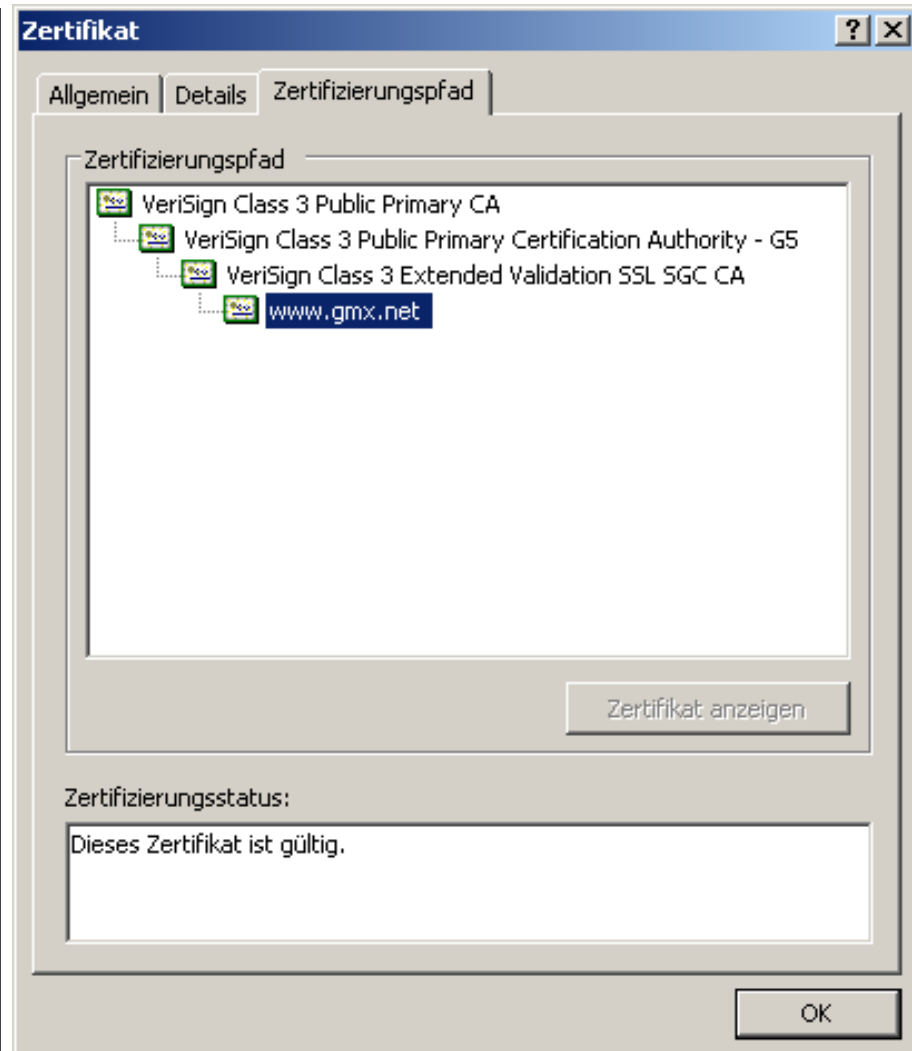 Zertifikat
Allgemein Details Zertifizierungspfad
Zertifizierungspfad
VeriSign Class 3 Public Primary CA
VeriSign Class 3 Public Primary Certification Authority - G5
VeriSign Class 3 Extended Validation SSL SGC CA
www.gmx.net
Zertifikat anzeigen
Zertifizierungsstatus:
Dieses Zertifikat ist gültig.
OK